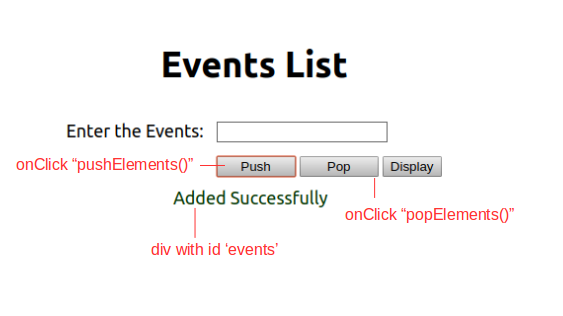 Events List
Enter the Events:
onClick “pushElements()”
Push
Pop
Display
Added Successfully
onClick “popElements()”
div with id ‘events’